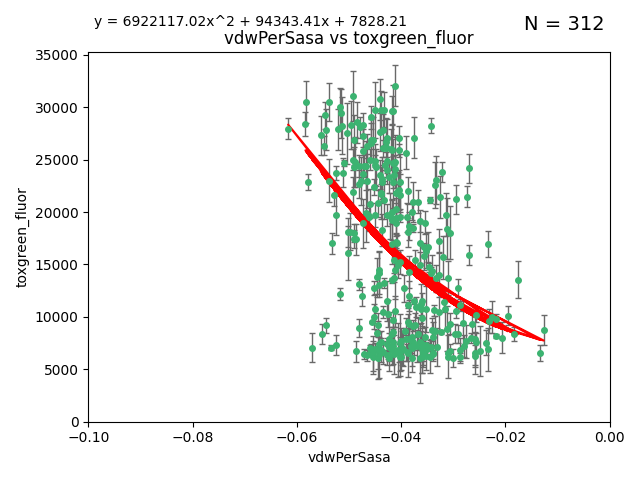 y = 6922117.02x^2 + 94343.41x + 7828.21
N = 312
vdwPerSasa vs toxgreen_fluor
35000
30000
25000
20000
15000
10000
5000
0
toxgreen_fluor
−0.10 −0.08 −0.06 −0.04 −0.02 0.00
vdwPerSasa